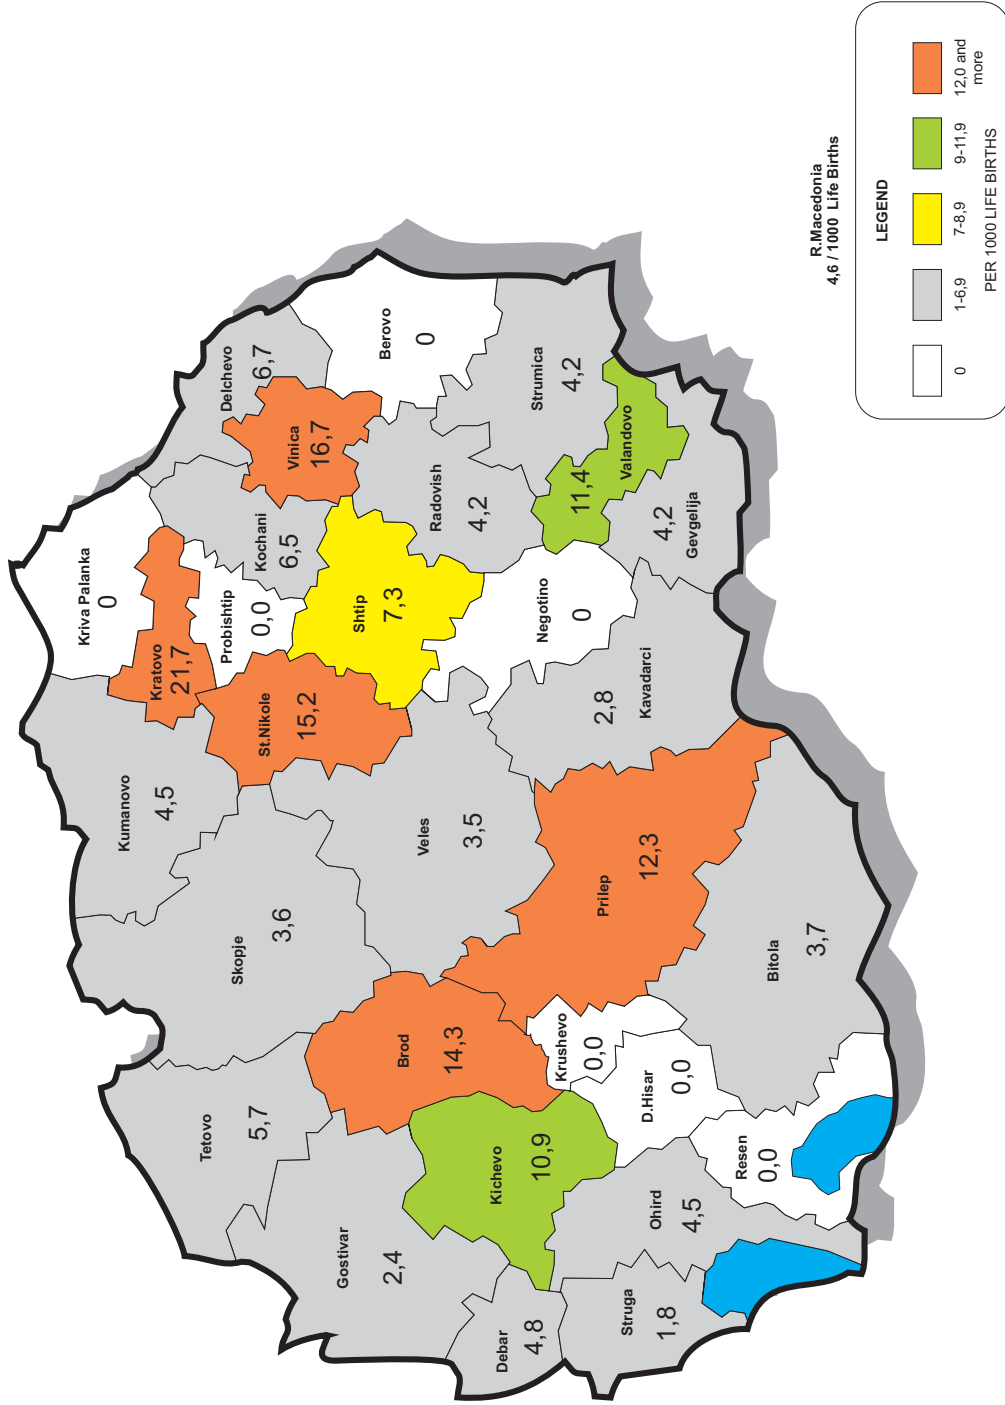 Kriva Palanka
0
Kratovo
21,7
Kumanovo
4,5
Probishtip
0,0
St.Nikole
15,2
Delchevo
6,7
Vinica
16,7
Kochani
6,5
Berovo
0
Shtip
7,3
Radovish
4,2
Strumica
4,2
Skopje
3,6
Tetovo
5,7
Gostivar
2,4
Veles
3,5
Negotino
0
11,4
Valandovo
4,2
Gevgelija
2,8
Kavadarci
Brod
14,3
Kichevo
10,9
Prilep
12,3
Krushevo
0,0
D.Hisar
0,0
Debar
4,8
Struga
1,8
Ohird
4,5
Resen
0,0
Bitola
3,7
R.Macedonia
4,6 / 1000 Life Births
LEGEND
0
1-6,9
7-8,9
9-11,9
12,0 and
more
PER 1000 LIFE BIRTHS